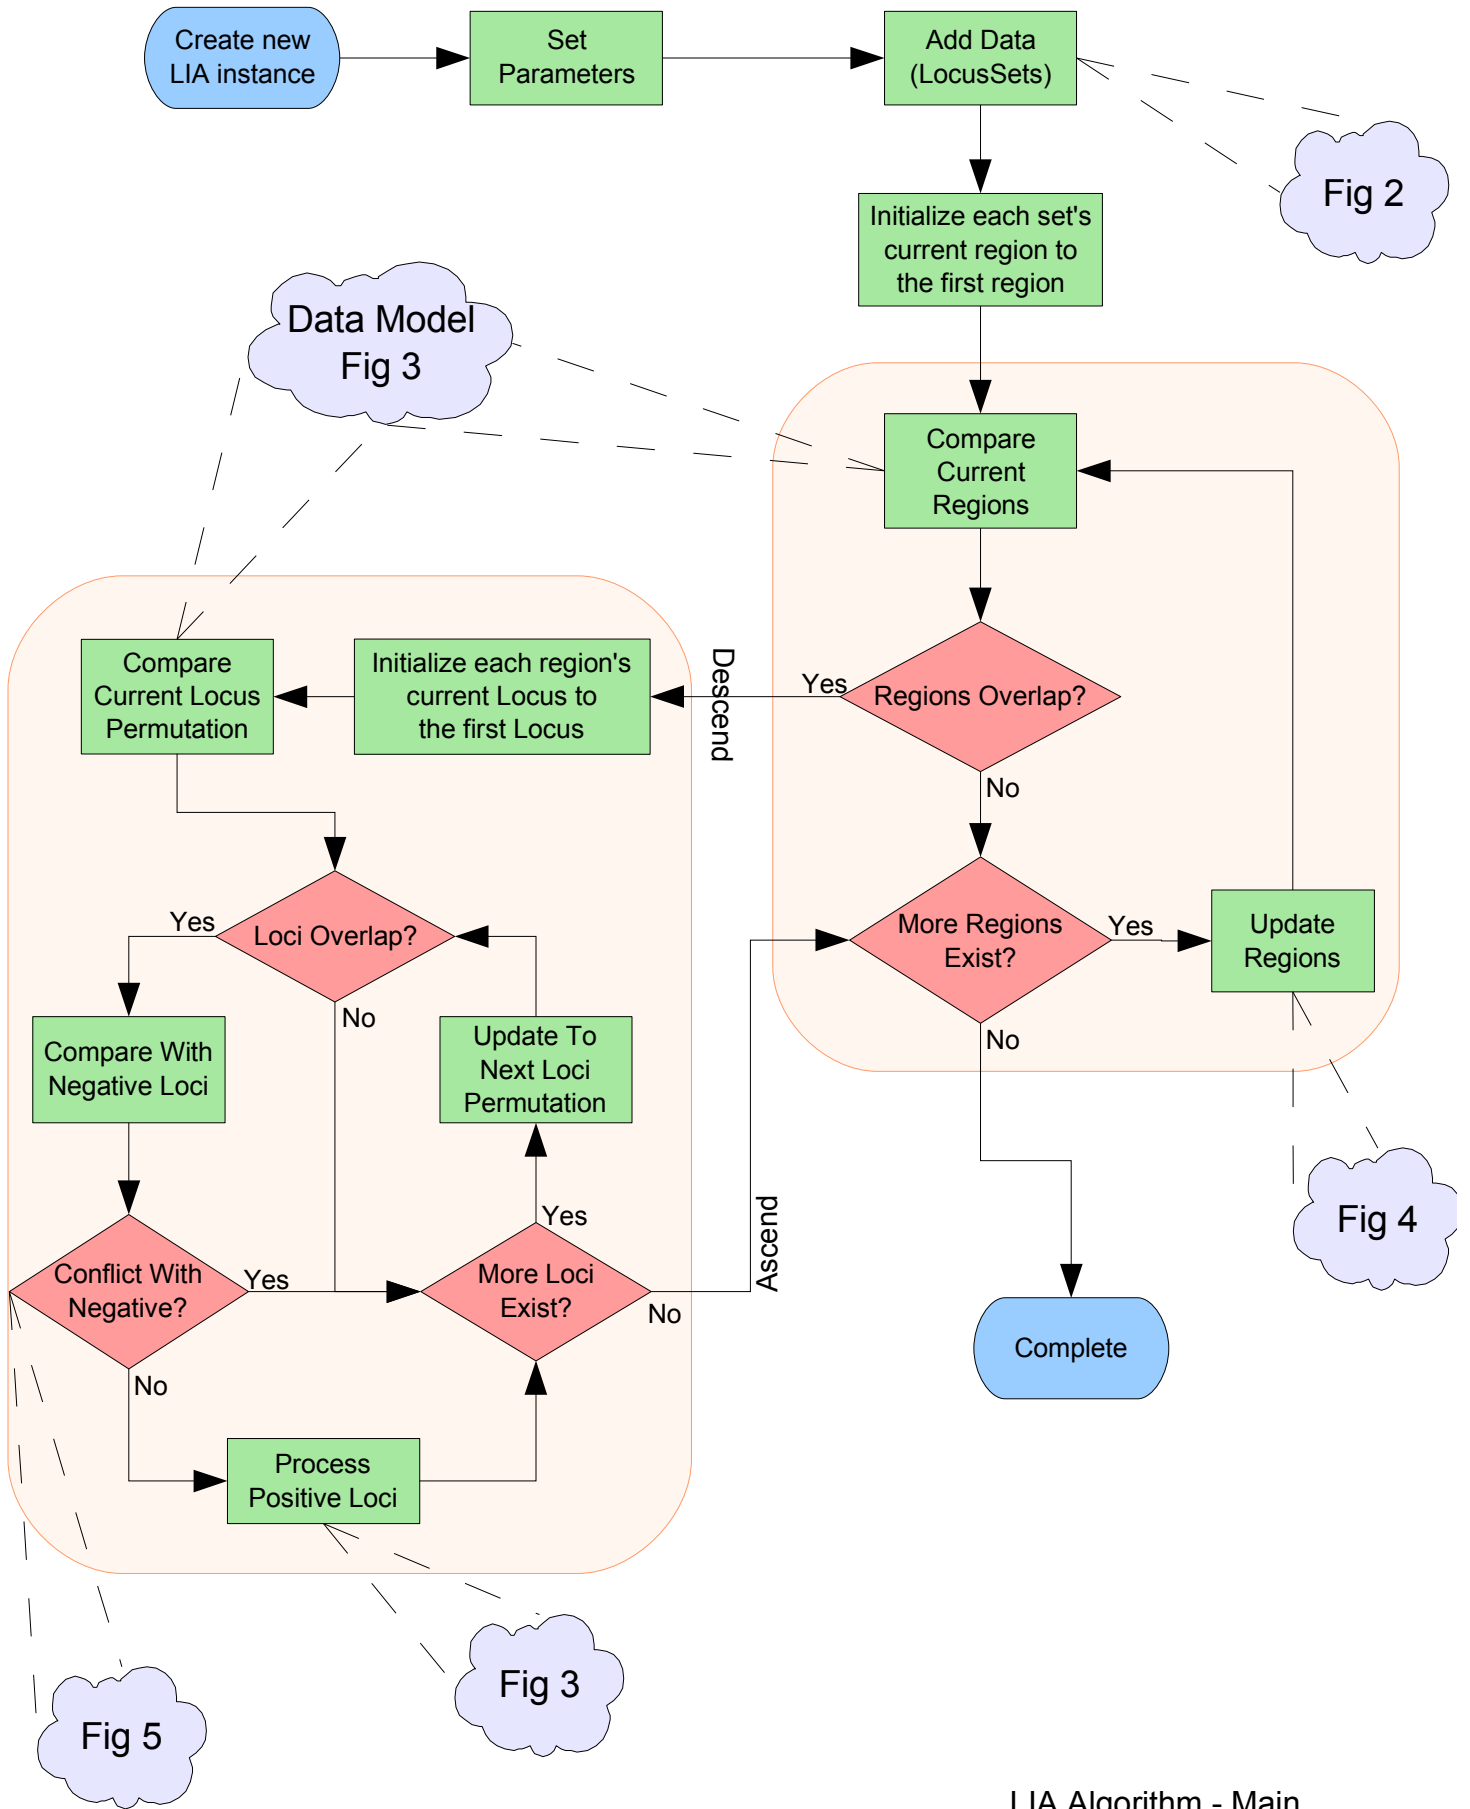 Create new
LIA instance
Set
Parameters
Add Data
(LocusSets)
Fig 2
Initialize each set's
current region to
the first region
Data Model
Fig 3
Compare
Current
Regions
Regions Overlap?
Yes
No
Descend
Initialize each region's
current Locus to
the first Locus
Compare
Current Locus
Permutation
Loci Overlap?
Yes
No
More Regions
Exist?
Yes
No
Update
Regions
Compare With
Negative Loci
Update To
Next Loci
Permutation
Fig 4
Conflict With
Negative?
Yes
No
More Loci
Exist?
Yes
No
Ascend
Complete
Process
Positive Loci
Fig 3
Fig 5
LIA Algorithm - Main